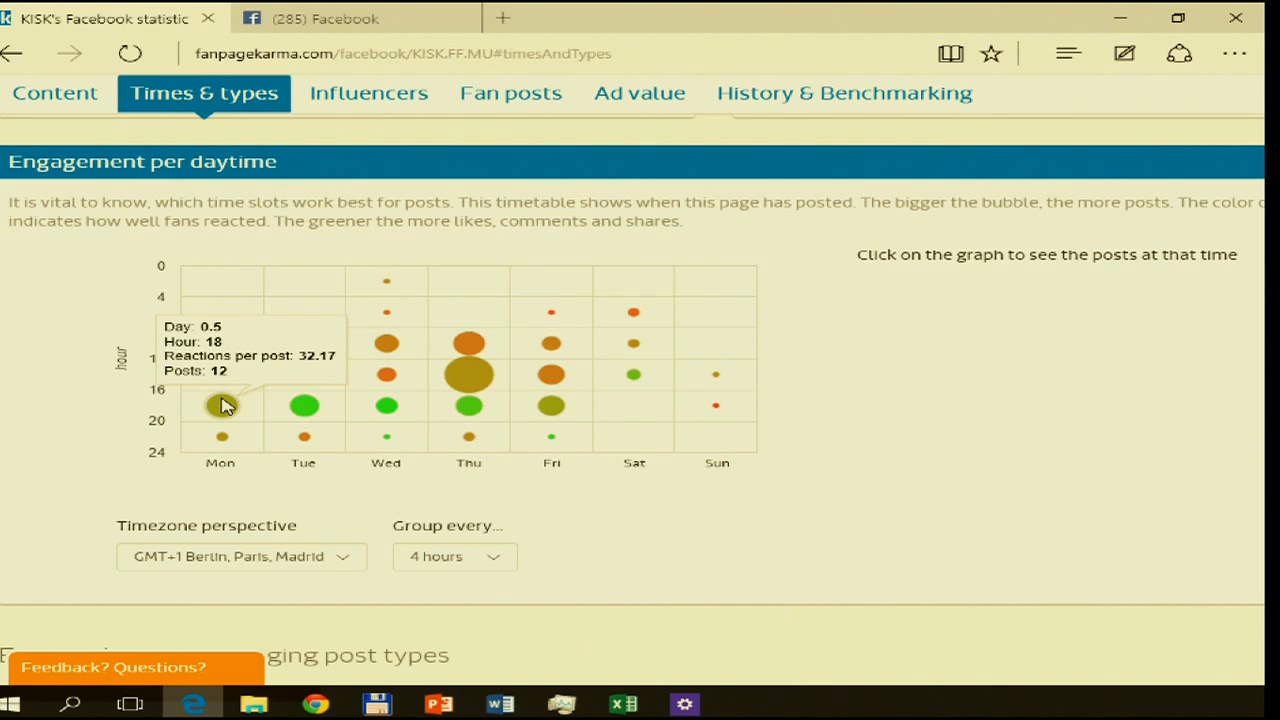 KISK's Facebook statistic
(285) Facebook
fanpagekarma.com/facebook/KISK.FF.MU#timesAndTypes
Content Times & types Influencers Fan posts Ad value History & Benchmarking
Engagement per daytime
It is vital to know, which time slots work best for posts. This timetable shows when this page has posted. The bigger the bubble, the more posts. The color
indicates how well fans reacted. The greener the more likes, comments and shares.
Click on the graph to see the posts at that time
0
4
Day: 0.5
Hour: 18
Reactions per post: 32.17
Posts: 12
hour
16
20
24
Mon Tue Wed Thu Fri Sat Sun
Timezone perspective Group every...
GMT+1 Berlin, Paris, Madrid 4 hours
ging post types
Feedback? Questions?